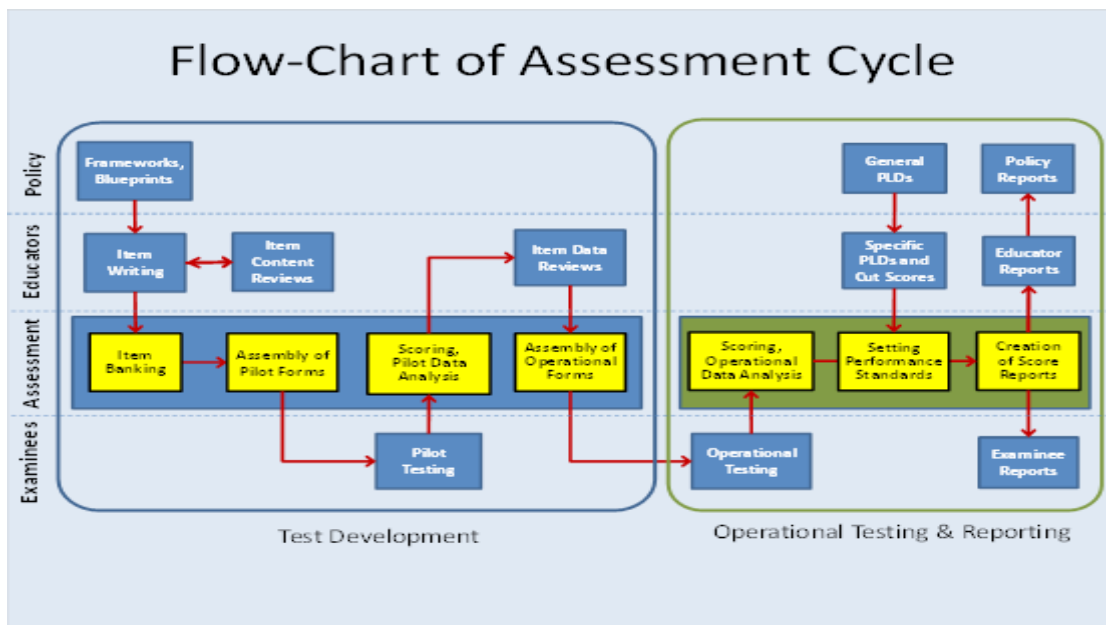 Flow-Chart of Assessment Cycle
Policy
Frameworks,
Blueprints
General
PLDs
Policy
Reports
Educators
Item
Writing
Item
Content
Reviews
Item Data
Reviews
Specific
PLDs and
Cut Scores
Educator
Reports
Assessment
Item
Banking
Assembly of
Pilot Forms
Scoring,
Pilot Data
Analysis
Assembly of
Operational
Forms
Scoring,
Operational
Data Analysis
Setting
Performance
Standards
Creation
of Score
Reports
Examinees
Pilot
Testing
Operational
Testing
Examinee
Reports
Test Development
Operational Testing & Reporting